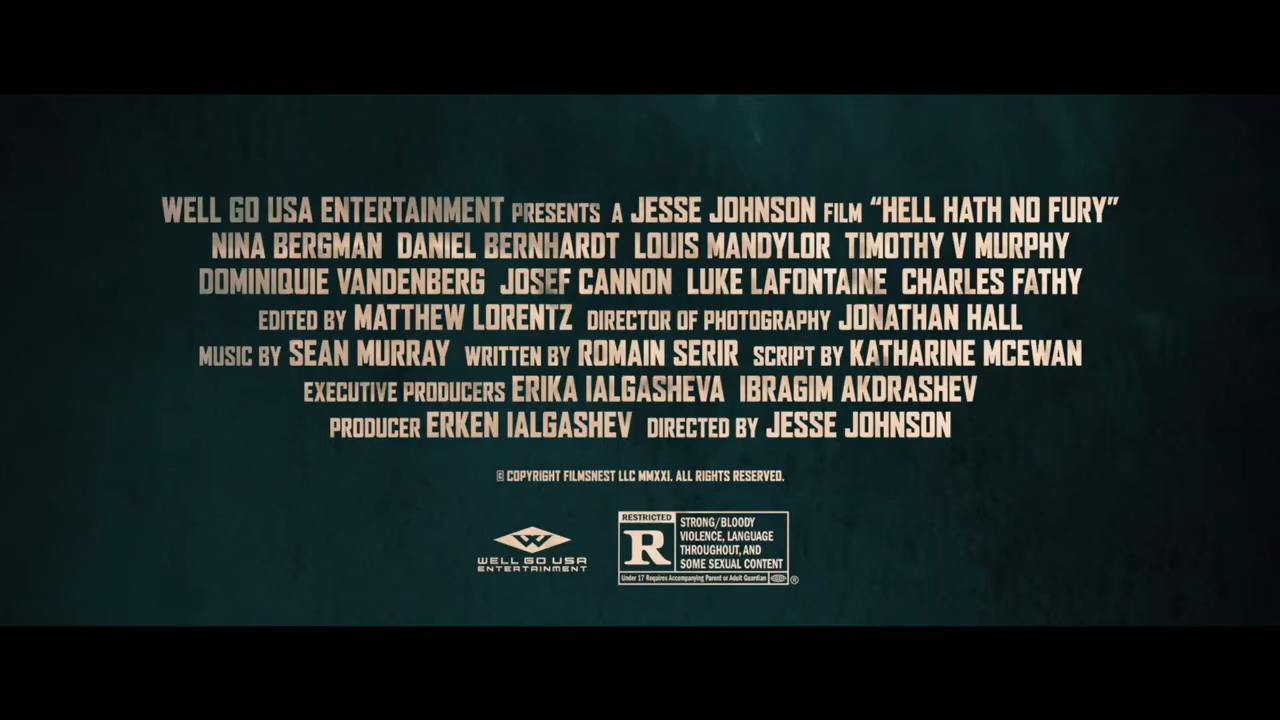 WELL GO USA ENTERTAINMENT PRESENTS A JESSE JOHNSON FILM “HELL HATH NO FURY”
NINA BERGMAN DANIEL BERNHARDT LOUIS MANDYLOR TIMOTHY V MURPHY
DOMINIQUIE VANDENBERG JOSEF CANNON LUKE LAFONTAINE CHARLES FATHY
EDITED BY MATTHEW LORENTZ DIRECTOR OF PHOTOGRAPHY JONATHAN HALL
MUSIC BY SEAN MURRAY WRITTEN BY ROMAIN SERIR SCRIPT BY KATHARINE MCEWAN
EXECUTIVE PRODUCERS ERIKA IALGASHEVA IBRAGIM AKDRASHEV
PRODUCER ERKEN IALGASHEV DIRECTED BY JESSE JOHNSON
© COPYRIGHT FILMSNEST LLC MMXXI. ALL RIGHTS RESERVED.
WELL GO USA
ENTERTAINMENT
RESTRICTED
R
STRONG/BLOODY
VIOLENCE, LANGUAGE
THROUGHOUT, AND
SOME SEXUAL CONTENT
Under 17 Requires Accompanying Parent or Adult Guardian
®